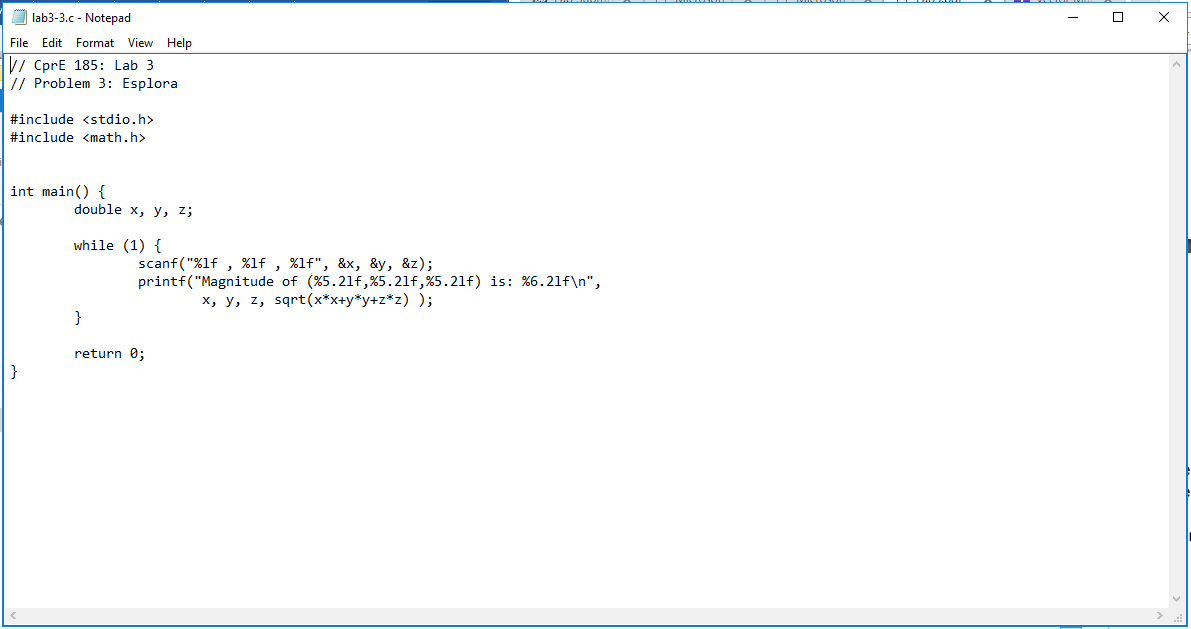 lab3-3.c - Notepad
File Edit Format View Help
// CprE 185: Lab 3
// Problem 3: Esplora

#include <stdio.h>
#include <math.h>


int main() {
        double x, y, z;

        while (1) {
                scanf("%lf , %lf , %lf", &x, &y, &z);
                printf("Magnitude of (%5.2lf,%5.2lf,%5.2lf) is: %6.2lf\n",
                        x, y, z, sqrt(x*x+y*y+z*z) );
        }

        return 0;
}